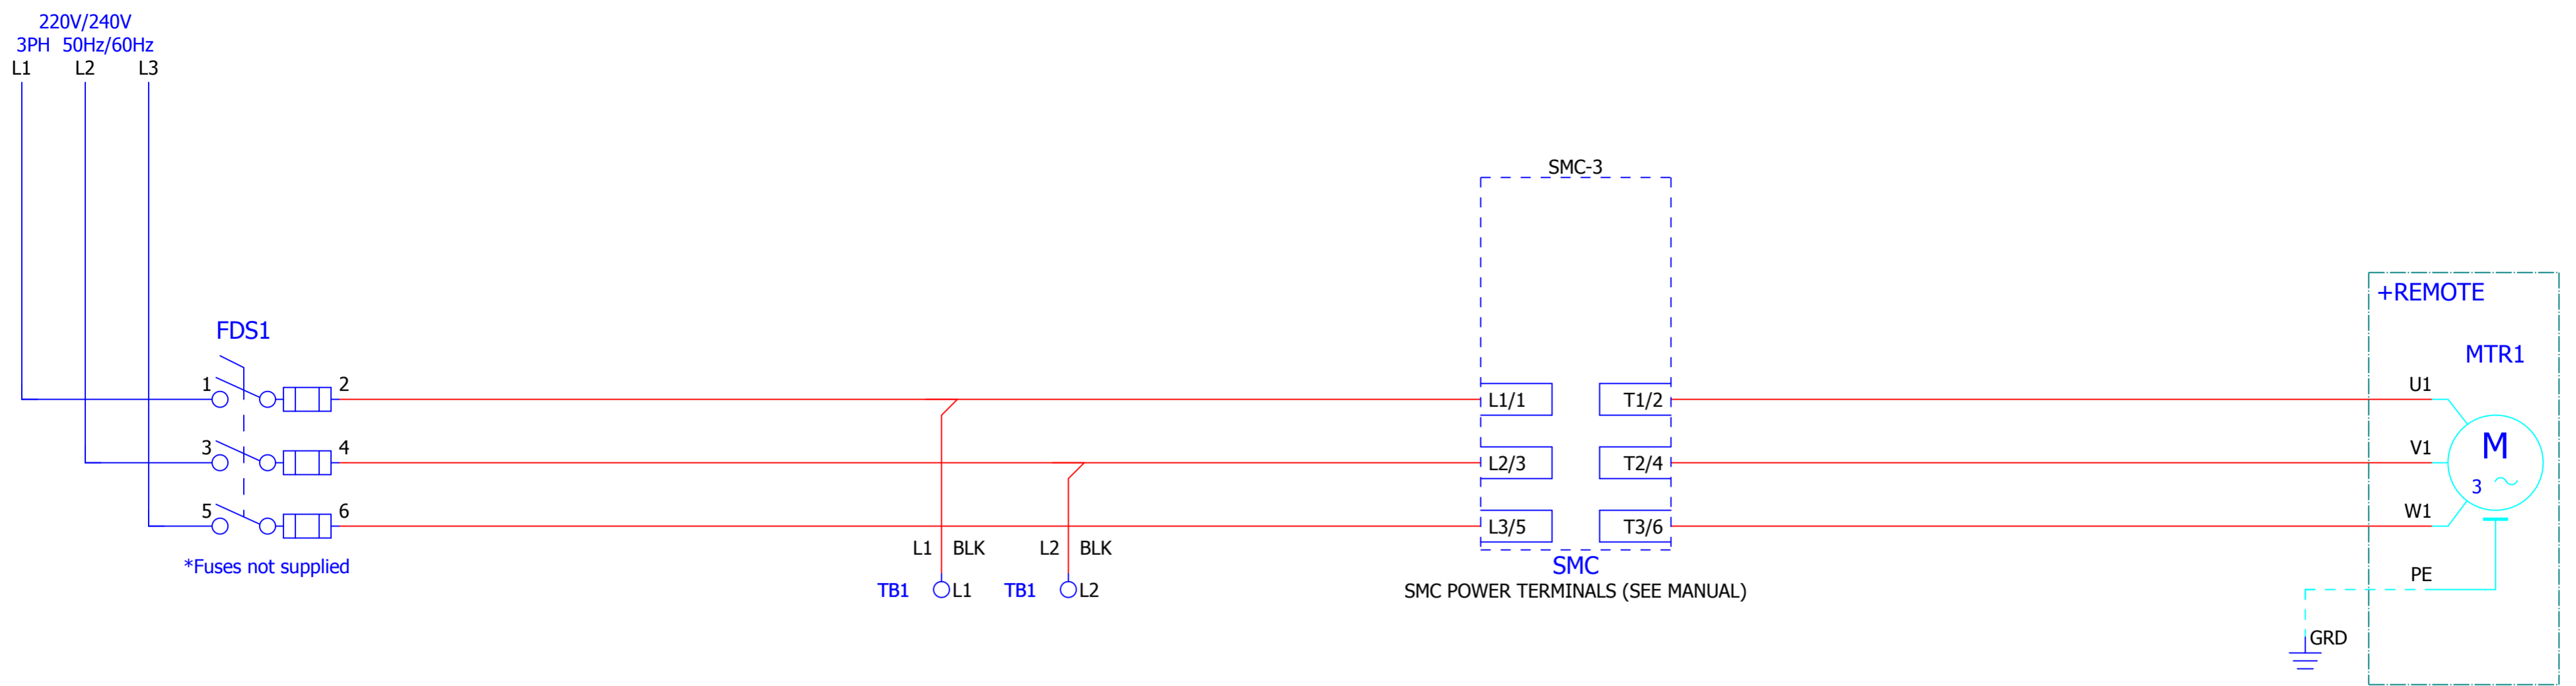 220V/240V
3PH 50Hz/60Hz
L1 L2 L3
SMC-3
+REMOTE
FDS1
MTR1
1 2
L1/1 T1/2
U1
3 4
L2/3 T2/4
V1
M
3
5 6
L3/5 T3/6
W1
L1 BLK L2 BLK
*Fuses not supplied
SMC
PE
TB1 L1 TB1 L2
SMC POWER TERMINALS (SEE MANUAL)
GRD